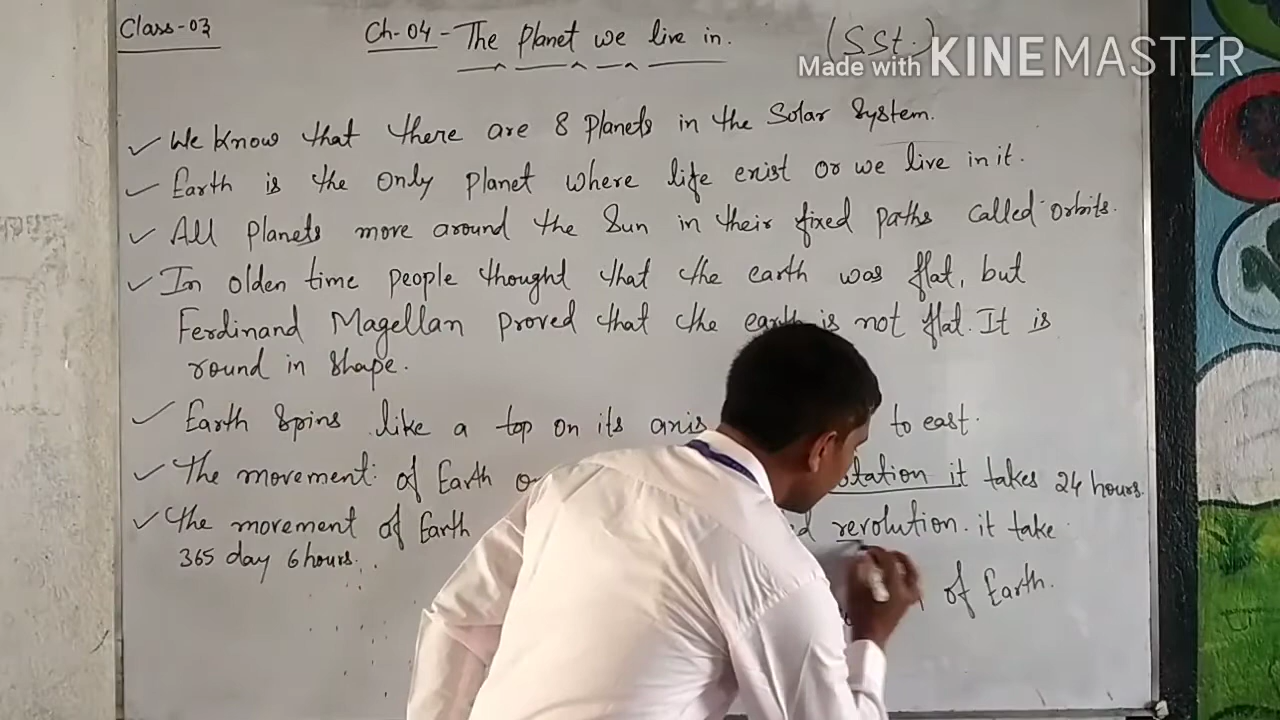 Class-03
Ch-04 - The Planet we live in.
(SSt.)
Made with KINEMASTER
We know that there are 8 Planets in the Solar System.
Earth is the only planet where life exist or we live in it.
All planets move around the Sun in their fixed paths called orbits.
In olden time people thought that the earth was flat, but
Ferdinand Magellan proved that the earth is not flat. It is
round in shape.
Earth spins like a top on its axis to east.
The movement of Earth it takes 24 hours.
The movement of Earth revolution. it take
365 day 6 hours.
of Earth.